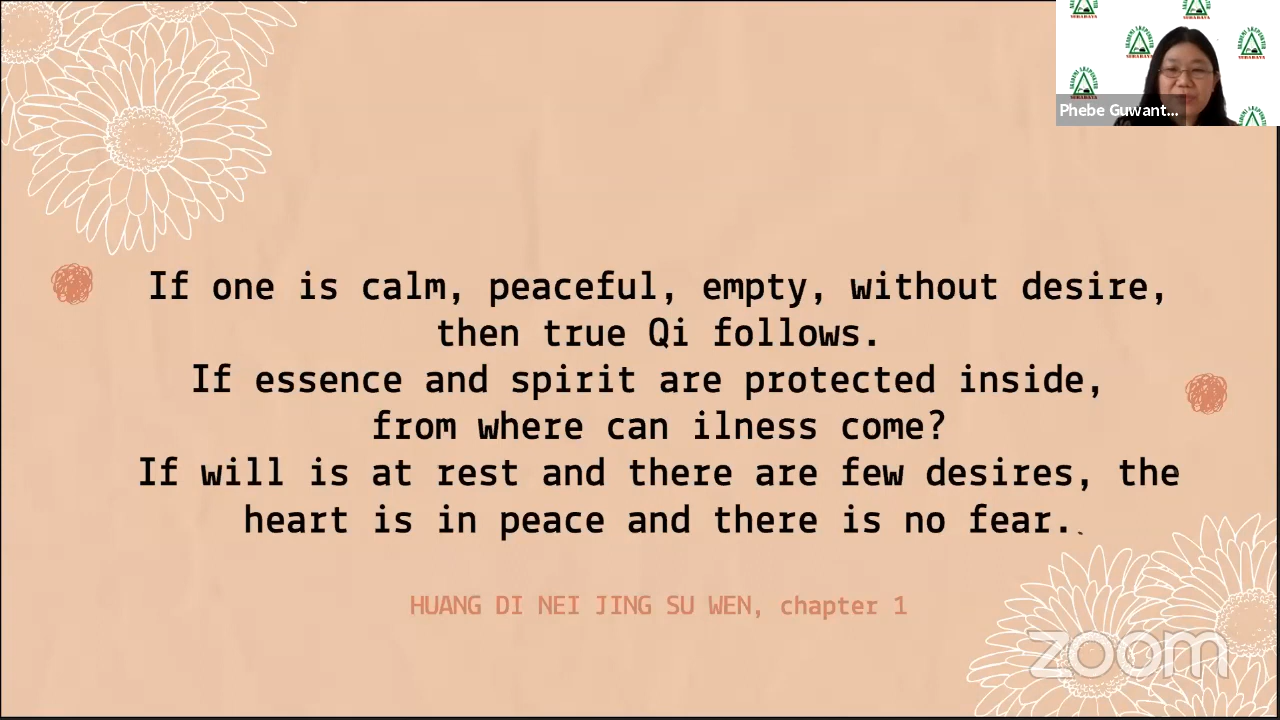 Phebe Guwant...
If one is calm, peaceful, empty, without desire,
then true Qi follows.
If essence and spirit are protected inside,
from where can ilness come?
If will is at rest and there are few desires, the
heart is in peace and there is no fear.
HUANG DI NEI JING SU WEN, chapter 1
zoom